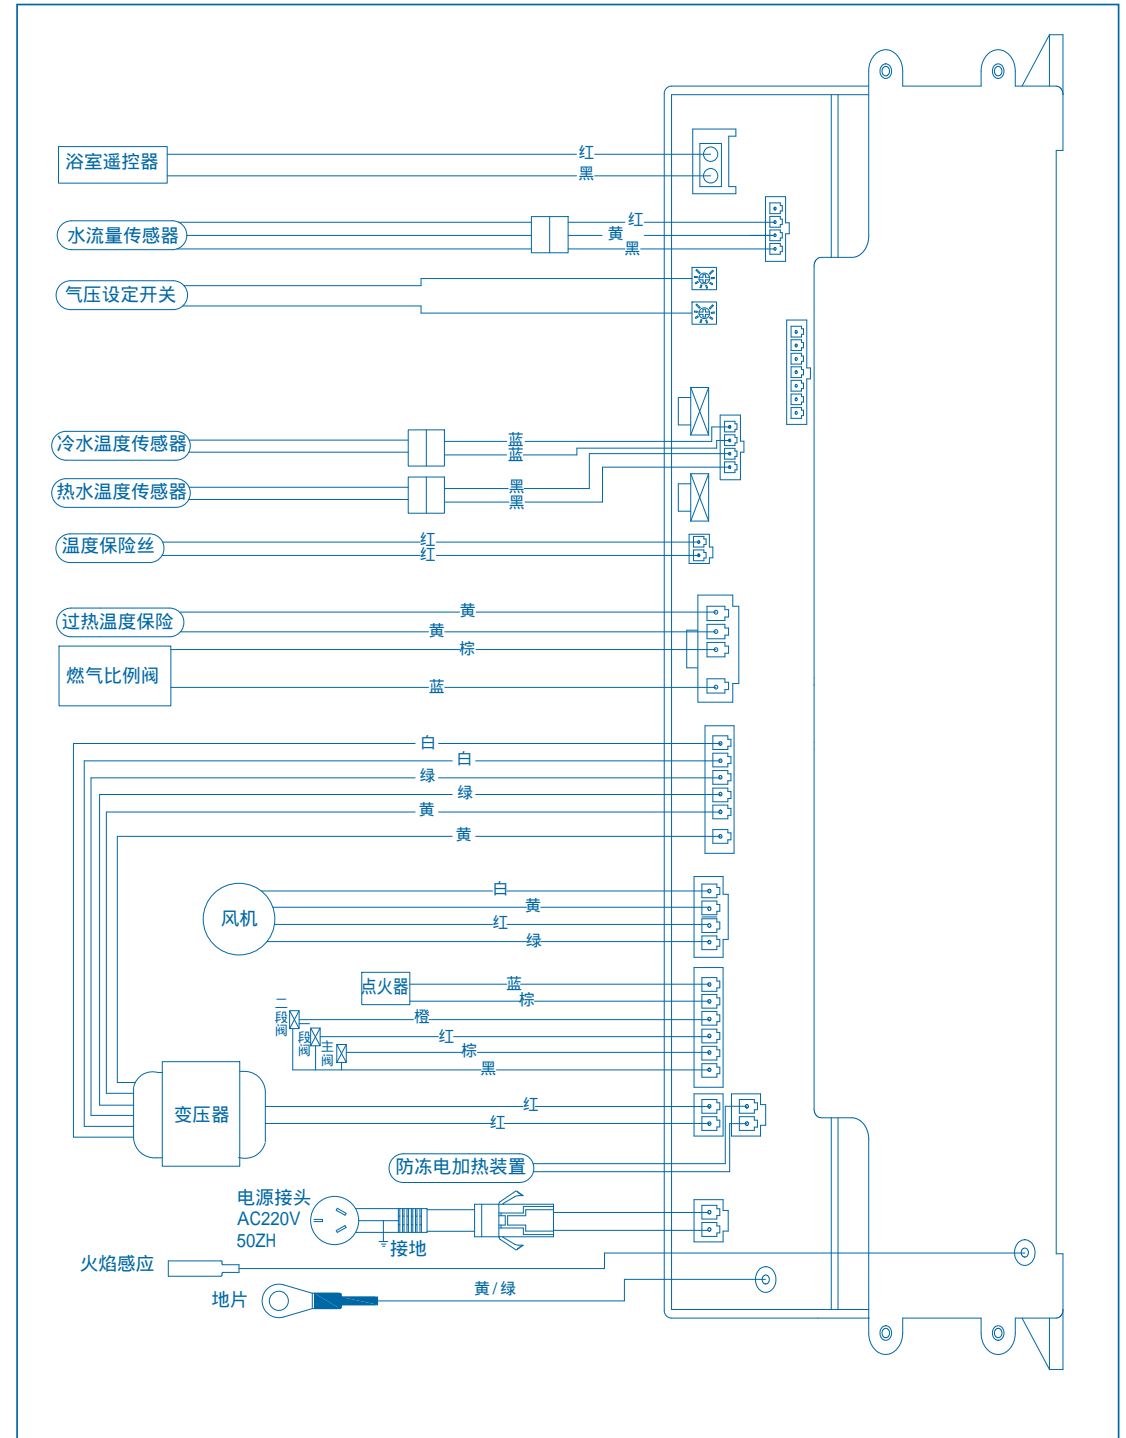 浴室遥控器
红
黑
水流量传感器
红
黄
黑
气压设定开关
冷水温度传感器
蓝
蓝
热水温度传感器
黑
黑
温度保险丝
红
红
过热温度保险
黄
黄
燃气比例阀
棕
蓝
白
白
绿
绿
黄
黄
风机
白
黄
红
绿
点火器
蓝
棕
二段阀
橙
一段阀
红
主阀
棕
黑
变压器
红
红
防冻电加热装置
电源接头
AC220V
50ZH
接地
火焰感应
地片
黄/绿